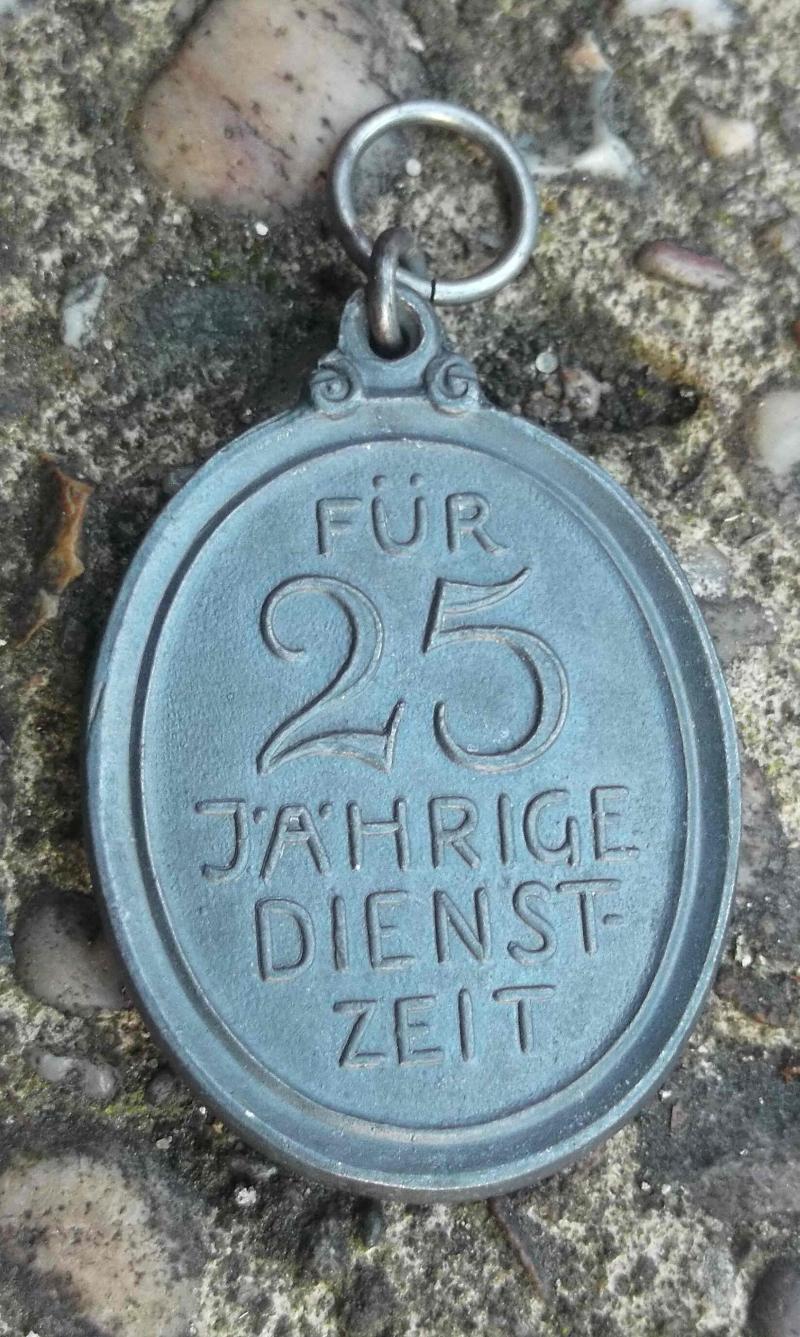 FÜR
25
JÄHRIGE
DIENST-
ZEIT